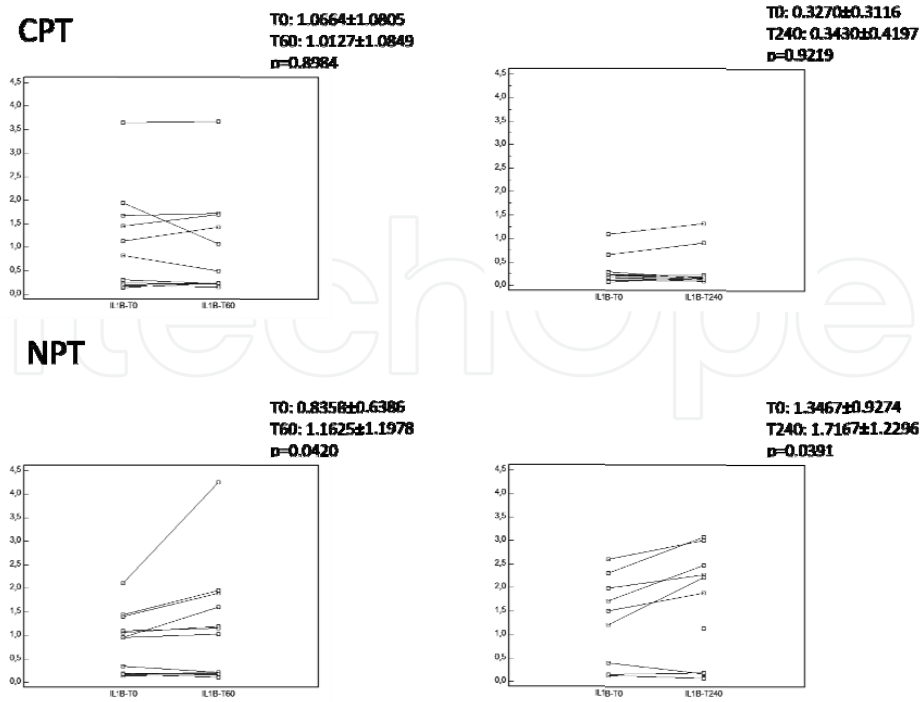 CPT
T0: 1.0664±1.0805
T60: 1.0127±1.0849
p=0.8984
4,5
4,0
3,5
3,0
2,5
2,0
1,5
1,0
0,5
0,0
IL1B-T0 IL1B-T60
T0: 0.3270±0.3116
T240: 0.3430±0.4197
p=0.9219
4,5
4,0
3,5
3,0
2,5
2,0
1,5
1,0
0,5
0,0
IL1B-T0 IL1B-T240
NPT
T0: 0.8358±0.6386
T60: 1.1625±1.1978
p=0.0420
4,5
4,0
3,5
3,0
2,5
2,0
1,5
1,0
0,5
0,0
IL1B-T0 IL1B-T60
T0: 1.3467±0.9274
T240: 1.7167±1.2296
p=0.0391
4,5
4,0
3,5
3,0
2,5
2,0
1,5
1,0
0,5
0,0
IL1B-T0 IL1B-T240